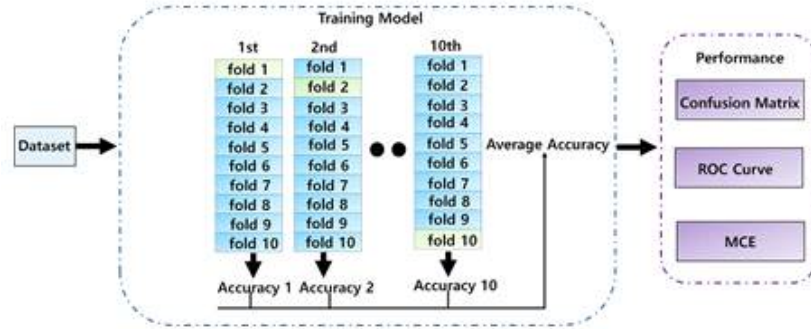 Training Model
1st
fold 1
fold 2
fold 3
fold 4
fold 5
fold 6
fold 7
fold 8
fold 9
fold 10
Accuracy 1
2nd
fold 1
fold 2
fold 3
fold 4
fold 5
fold 6
fold 7
fold 8
fold 9
fold 10
Accuracy 2
10th
fold 1
fold 2
fold 3
fold 4
fold 5
fold 6
fold 7
fold 8
fold 9
fold 10
Accuracy 10
Dataset
Average Accuracy
Performance
Confusion Matrix
ROC Curve
MCE